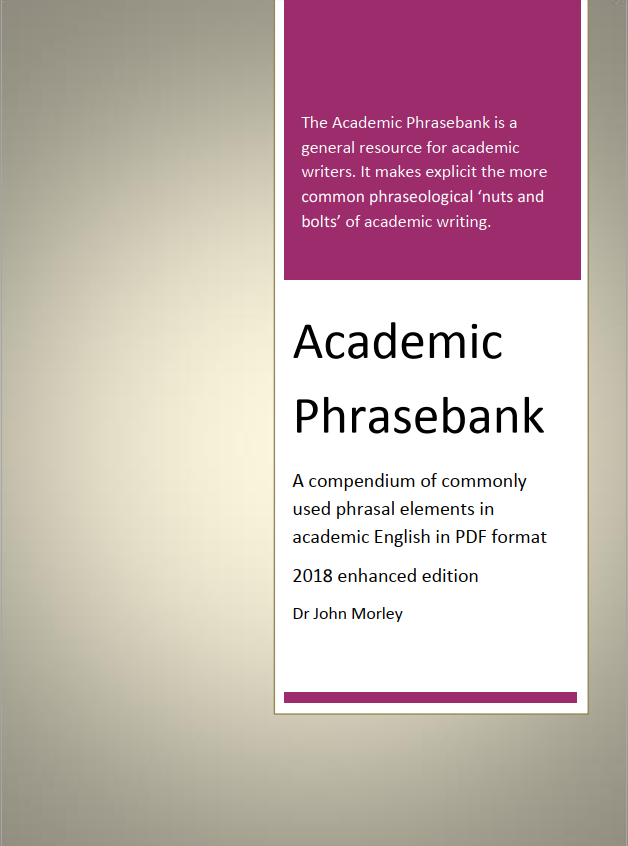 The Academic Phrasebank is a
general resource for academic
writers. It makes explicit the more
common phraseological ‘nuts and
bolts’ of academic writing.
Academic
Phrasebank
A compendium of commonly
used phrasal elements in
academic English in PDF format
2018 enhanced edition
Dr John Morley